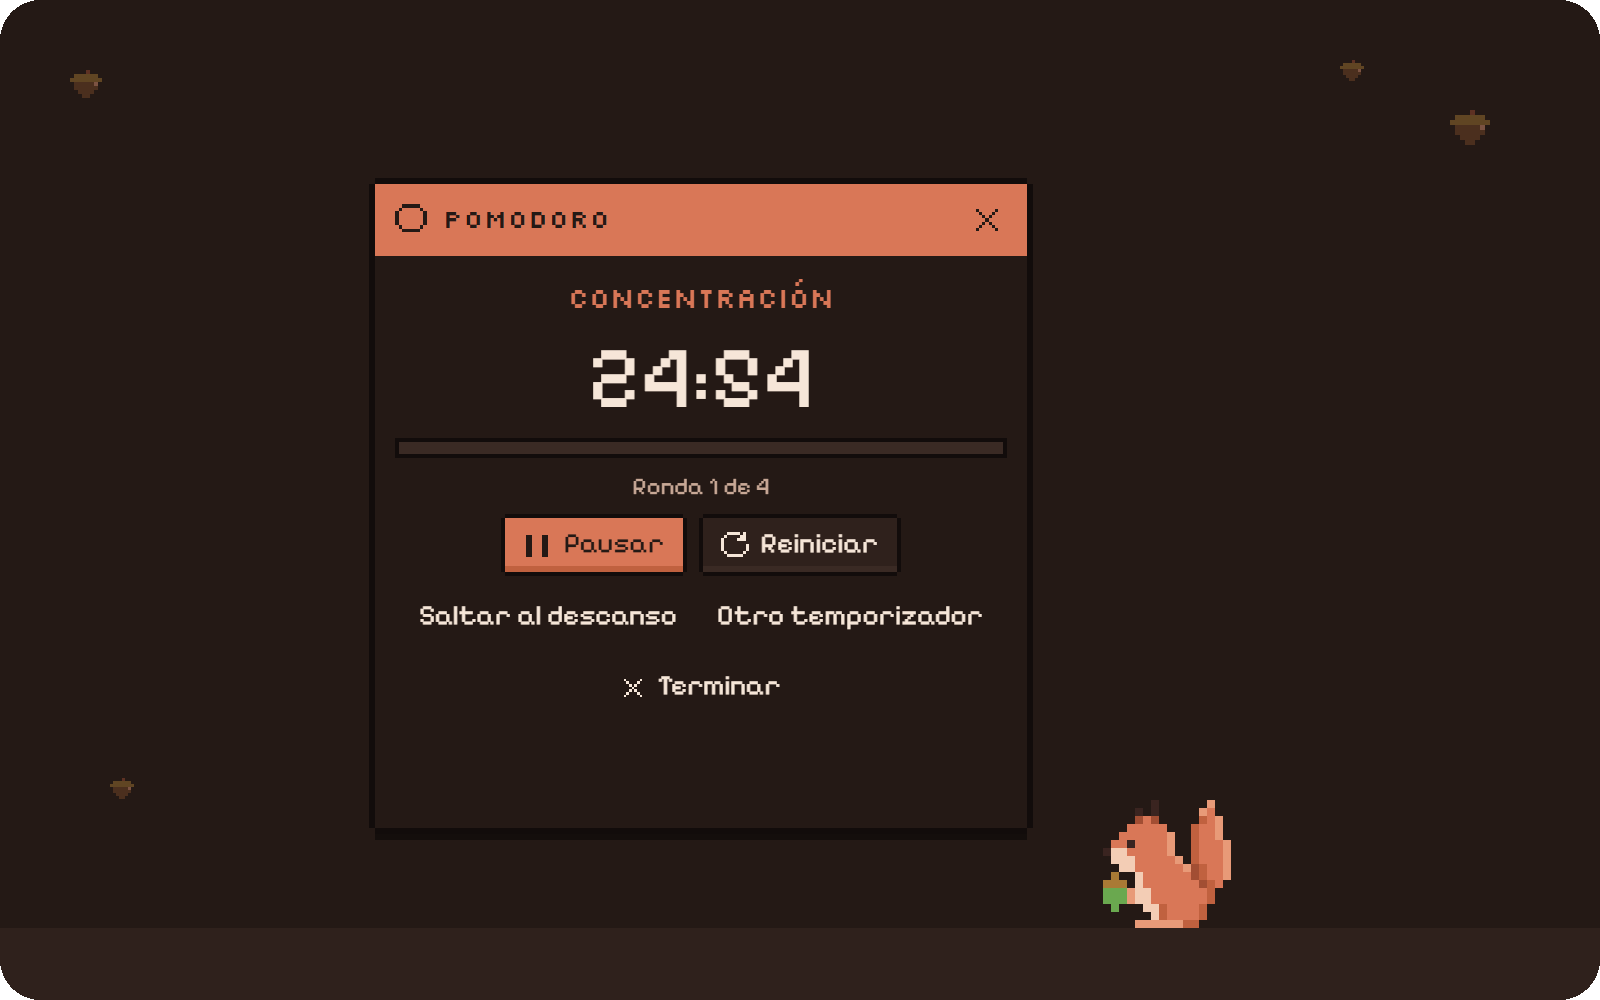 POMODORO
CONCENTRACIÓN
24:54
Ronda 1 de 4
Pausar Reiniciar
Saltar al descanso Otro temporizador
Terminar